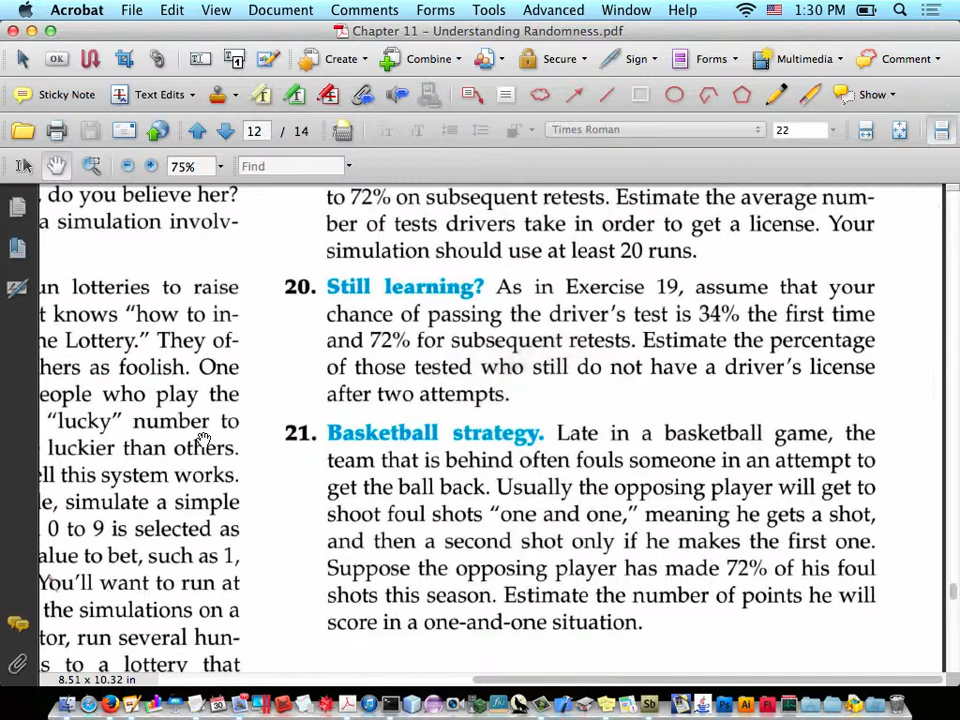 Acrobat File Edit View Document Comments Forms Tools Advanced Window Help 1:30 PM
Chapter 11 – Understanding Randomness.pdf
OK Create Combine Secure Sign Forms Multimedia Comment
Sticky Note Text Edits Show
12 / 14 Times Roman 22
75% Find
, do you believe her?
a simulation involv-
un lotteries to raise
t knows “how to in-
he Lottery.” They of-
hers as foolish. One
eople who play the
“lucky” number to
luckier than others.
ell this system works.
le, simulate a simple
0 to 9 is selected as
alue to bet, such as 1,
You’ll want to run at
the simulations on a
tor, run several hun-
s to a lottery that
to 72% on subsequent retests. Estimate the average num-
ber of tests drivers take in order to get a license. Your
simulation should use at least 20 runs.
20. Still learning? As in Exercise 19, assume that your
chance of passing the driver’s test is 34% the first time
and 72% for subsequent retests. Estimate the percentage
of those tested who still do not have a driver’s license
after two attempts.
21. Basketball strategy. Late in a basketball game, the
team that is behind often fouls someone in an attempt to
get the ball back. Usually the opposing player will get to
shoot foul shots “one and one,” meaning he gets a shot,
and then a second shot only if he makes the first one.
Suppose the opposing player has made 72% of his foul
shots this season. Estimate the number of points he will
score in a one-and-one situation.
8.51 x 10.32 in
30
Sb
Ps Ai Fl